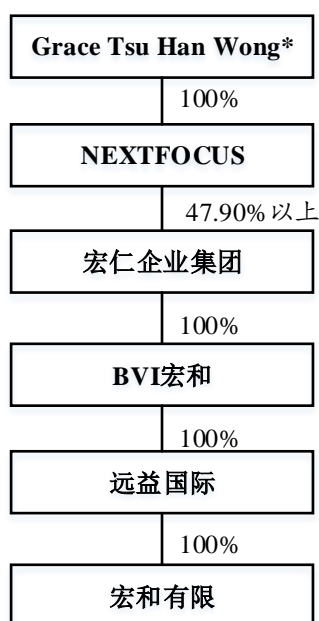 Grace Tsu Han Wong*
100%
NEXTFOCUS
47.90%以上
宏仁企业集团
100%
BVI宏和
100%
远益国际
100%
宏和有限